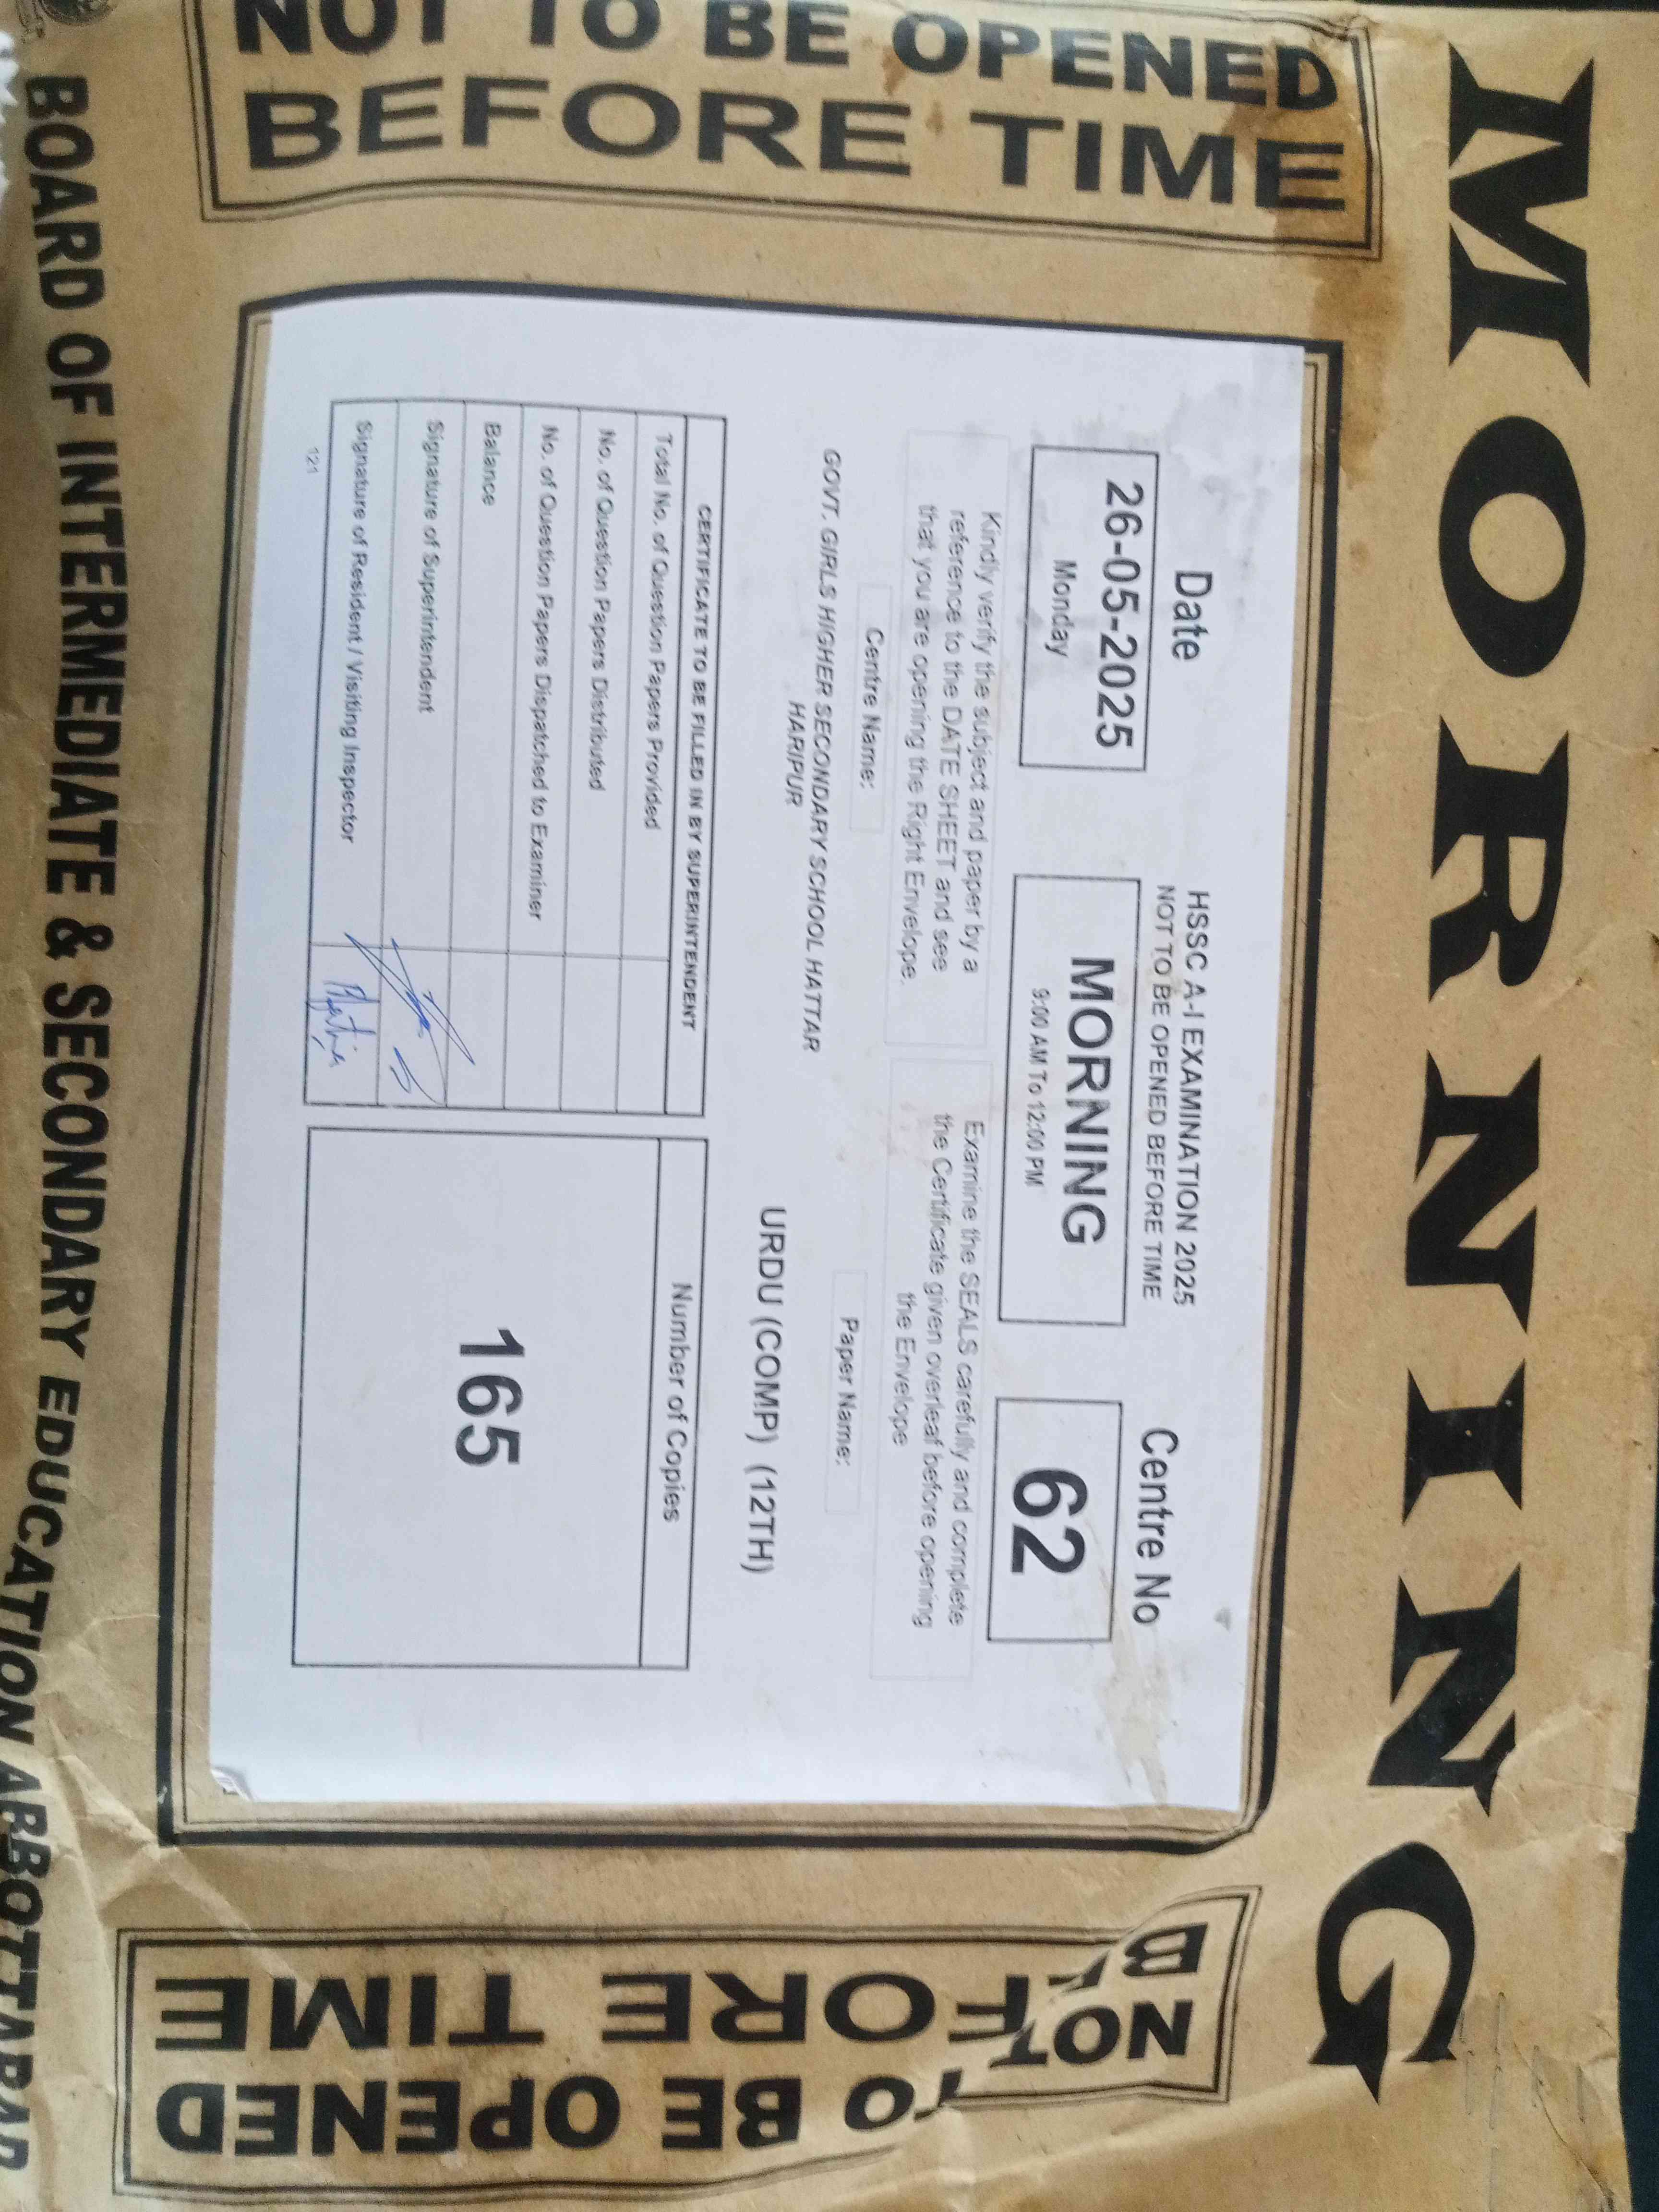 MORNING
NOT TO BE OPENED
BEFORE TIME
Date
26-05-2025
Monday
HSSC A-I EXAMINATION 2025
NOT TO BE OPENED BEFORE TIME
MORNING
9:00 AM To 12:00 PM
Centre No
62
Kindly verify the subject and paper by a
reference to the DATE SHEET and see
that you are opening the Right Envelope.
Examine the SEALS carefully and complete
the Certificate given overleaf before opening
the Envelope
Centre Name:
GOVT. GIRLS HIGHER SECONDARY SCHOOL HATTAR
HARIPUR
Paper Name:
URDU (COMP) (12TH)
CERTIFICATE TO BE FILLED IN BY SUPERINTENDENT
Total No. of Question Papers Provided
No. of Question Papers Distributed
No. of Question Papers Dispatched to Examiner
Balance
Signature of Superintendent
Signature of Resident / Visiting Inspector
121
Number of Copies
165
NOT TO BE OPENED
BEFORE TIME
BOARD OF INTERMEDIATE & SECONDARY EDUCATION ABBOTTABAD